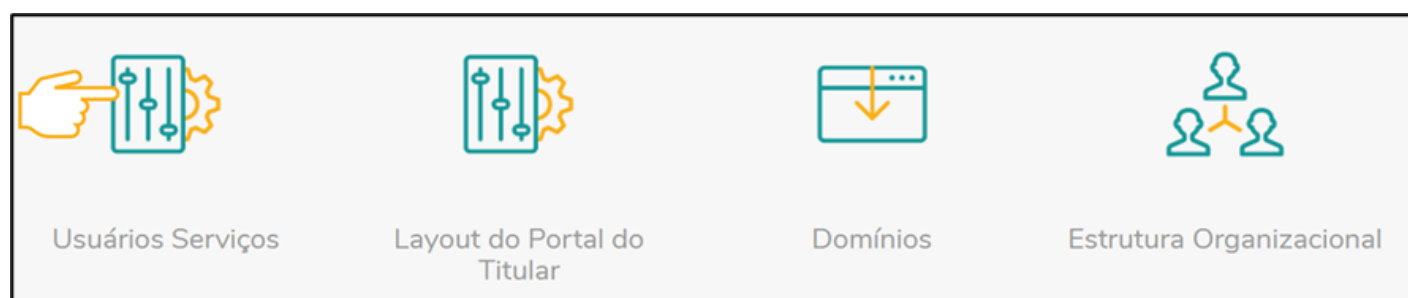 Usuários Serviços
Layout do Portal do
Titular
Domínios
Estrutura Organizacional